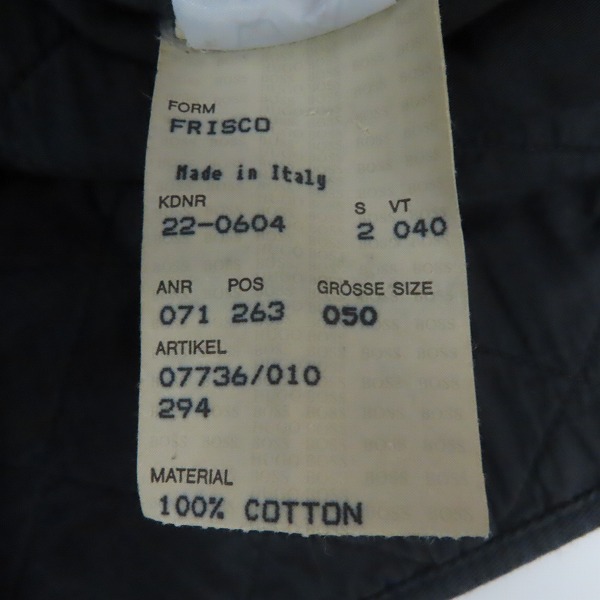 FORM
FRISCO
Made in Italy
KDNR S VT
22-0604 2 040
ANR POS GRÖSSE SIZE
071 263 050
ARTIKEL
07736/010
294
MATERIAL
100% COTTON